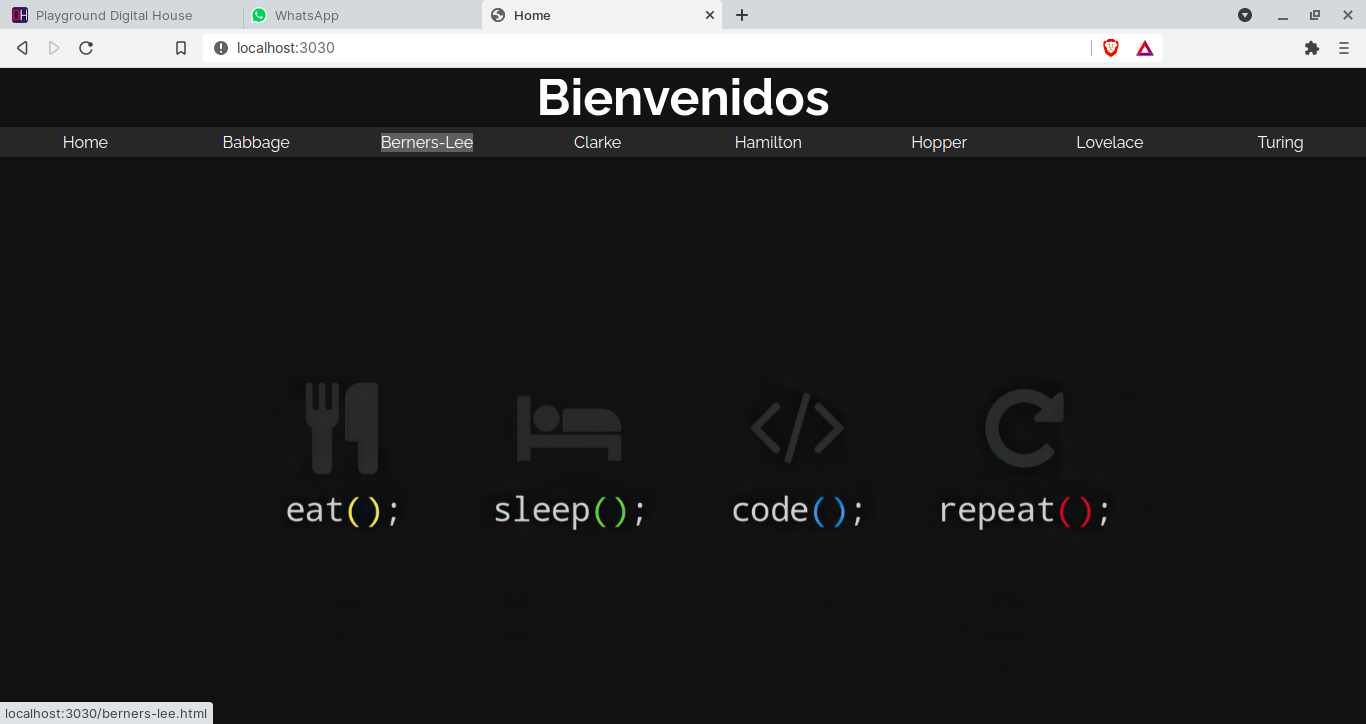 Playground Digital House WhatsApp Home
localhost:3030
Bienvenidos
Home Babbage Berners-Lee Clarke Hamilton Hopper Lovelace Turing
eat(); sleep(); code(); repeat();
localhost:3030/berners-lee.html